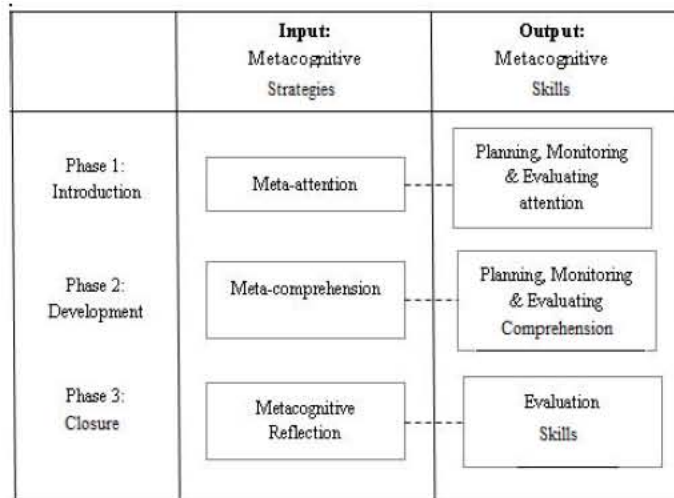 Input:
Metacognitive
Strategies
Output:
Metacognitive
Skills
Phase 1:
Introduction
Meta-attention
Planning, Monitoring
& Evaluating
attention
Phase 2:
Development
Meta-comprehension
Planning, Monitoring
& Evaluating
Comprehension
Phase 3:
Closure
Metacognitive
Reflection
Evaluation
Skills